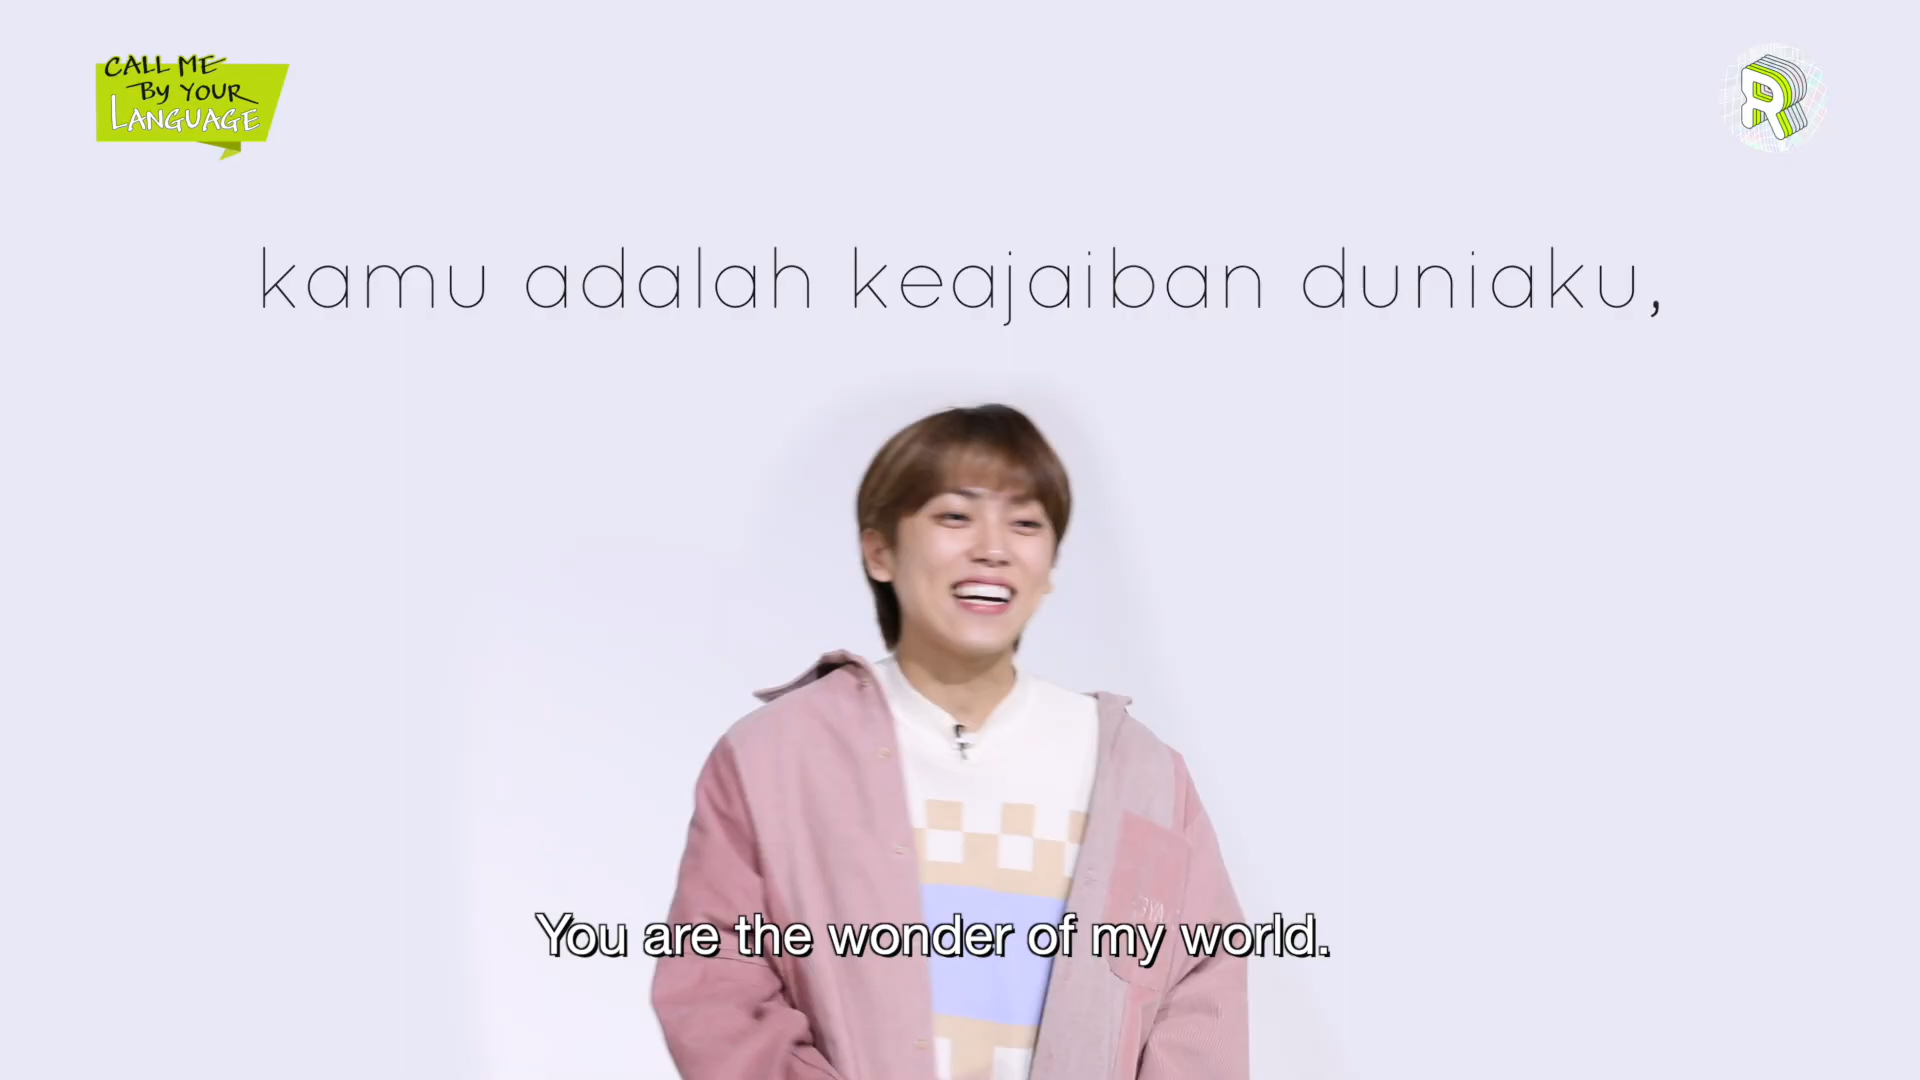 CALL ME
By YOUR
LANGUAGE
R
kamu adalah keajaiban duniaku,
You are the wonder of my world.